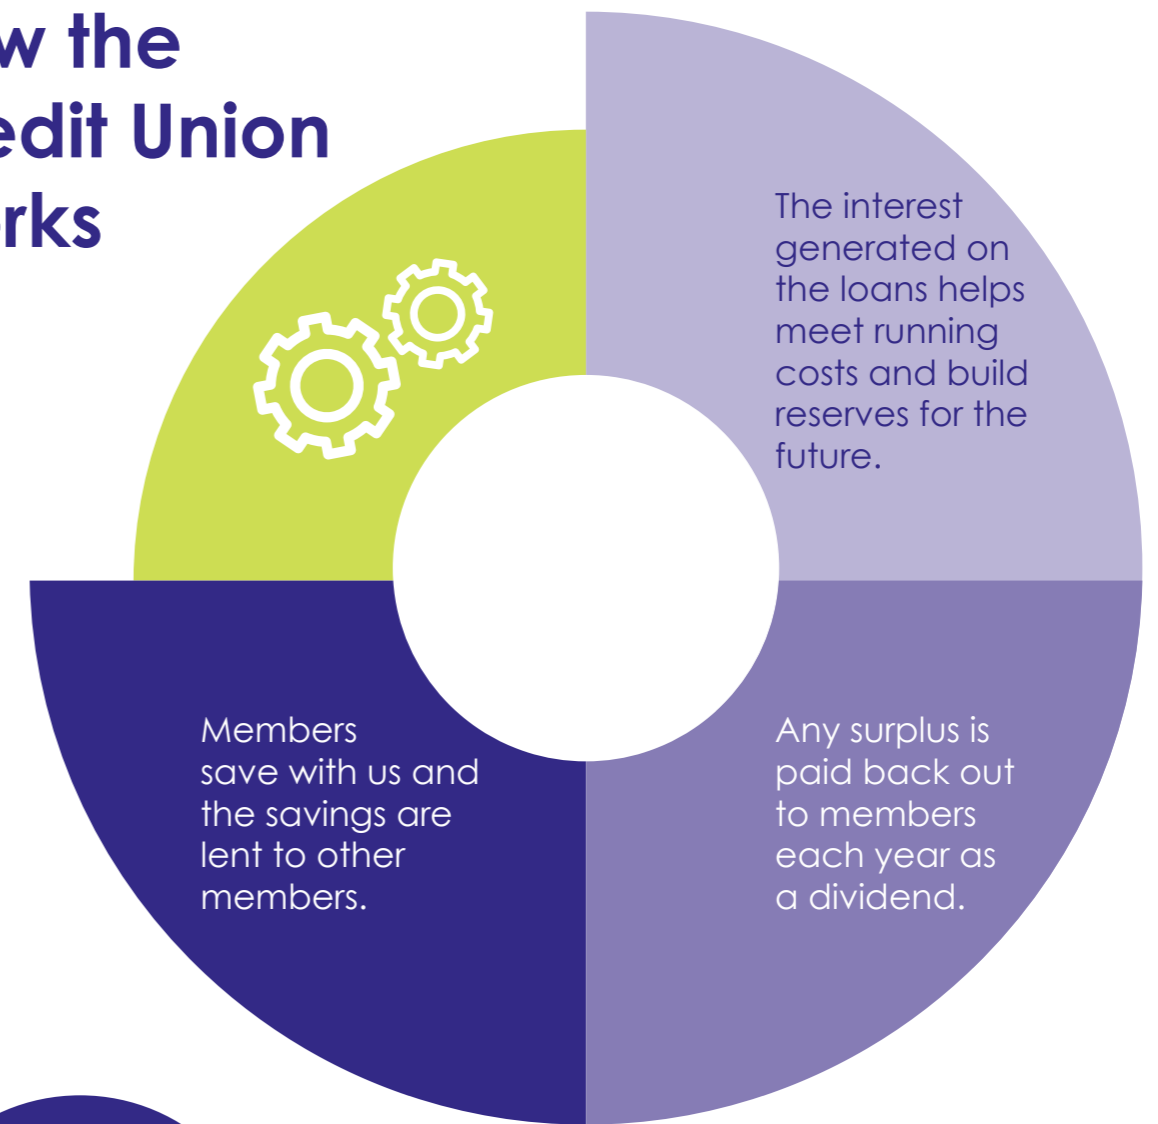 w the
edit Union
rks
The interest
generated on
the loans helps
meet running
costs and build
reserves for the
future.
Members
save with us and
the savings are
lent to other
members.
Any surplus is
paid back out
to members
each year as
a dividend.